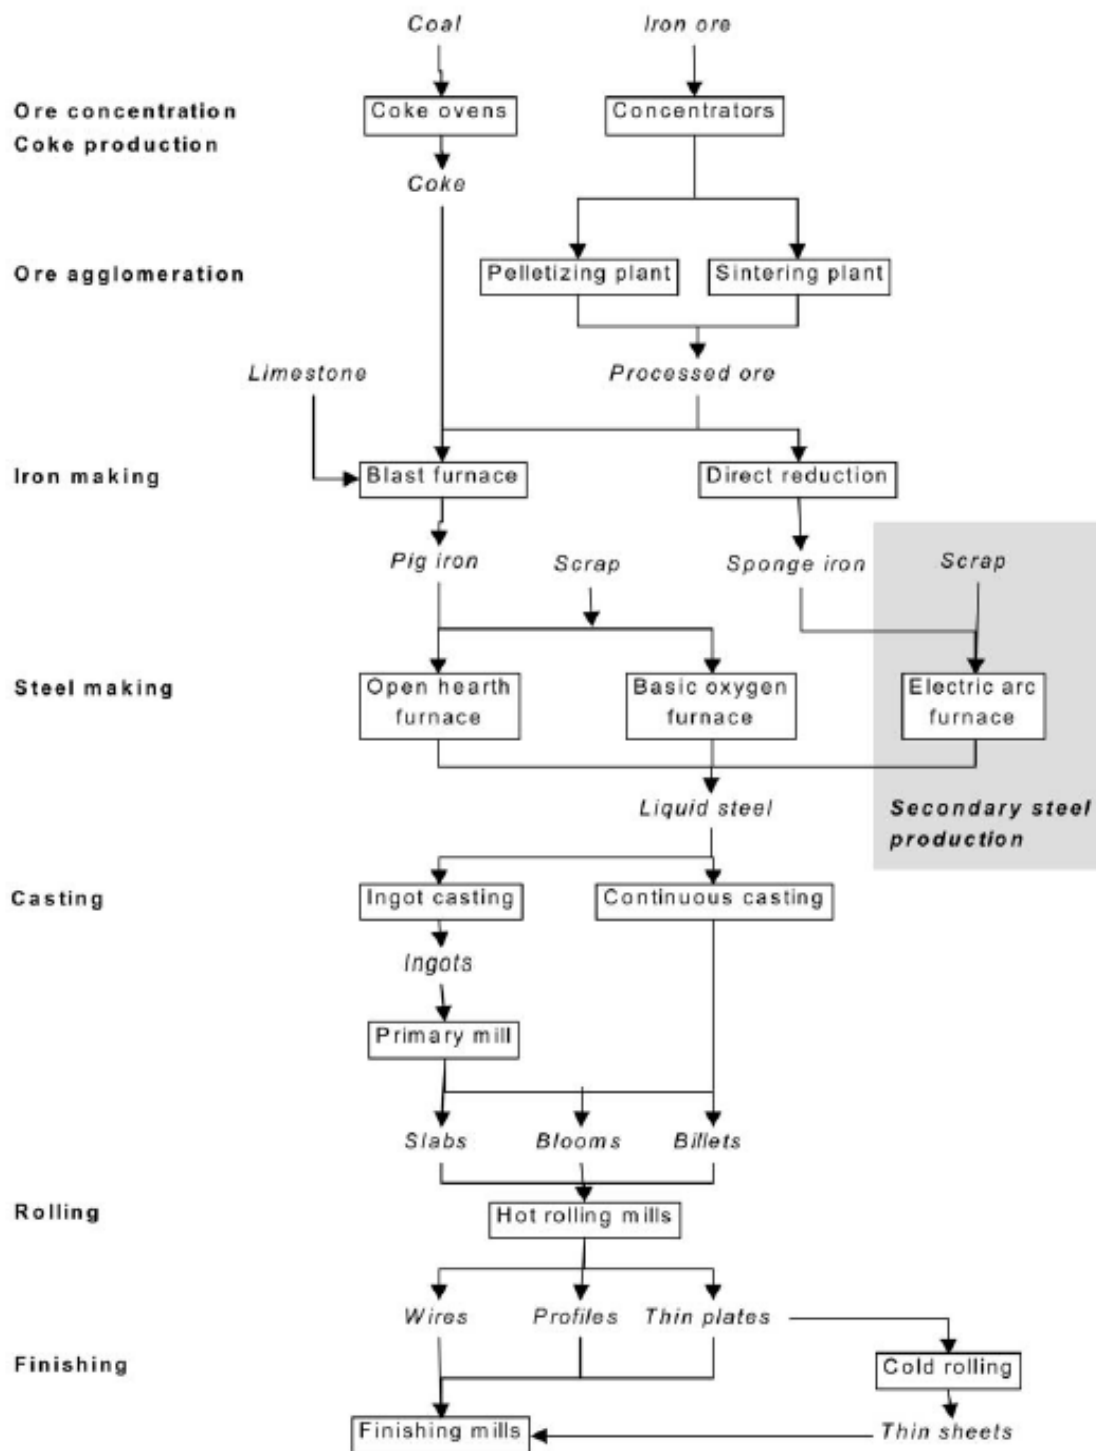 Coal
Iron ore
Ore concentration
Coke production
Coke ovens
Concentrators
Coke
Ore agglomeration
Pelletizing plant
Sintering plant
Limestone
Processed ore
Iron making
Blast furnace
Direct reduction
Pig iron
Scrap
Sponge iron
Scrap
Steel making
Open hearth
furnace
Basic oxygen
furnace
Electric arc
furnace
Liquid steel
Secondary steel
production
Casting
Ingot casting
Continuous casting
Ingots
Primary mill
Slabs
Blooms
Billets
Rolling
Hot rolling mills
Wires
Profiles
Thin plates
Finishing
Cold rolling
Finishing mills
Thin sheets